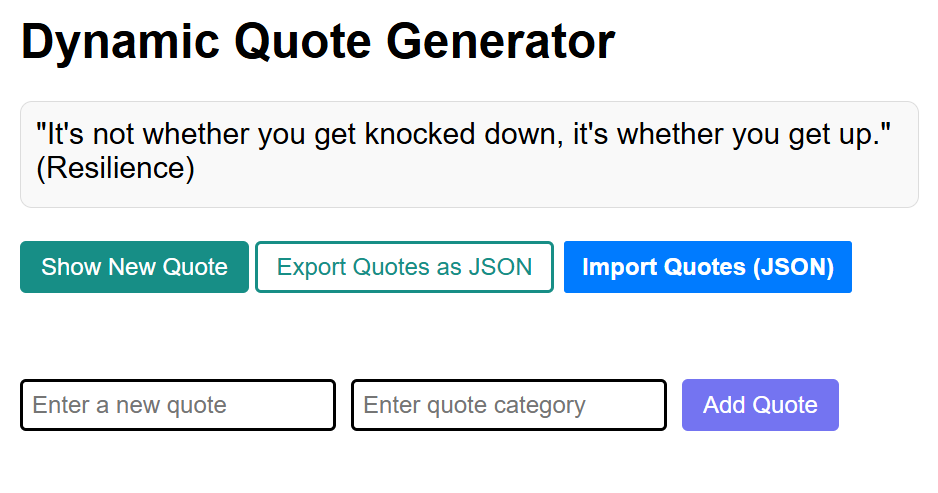 Dynamic Quote Generator
"It's not whether you get knocked down, it's whether you get up."
(Resilience)
Show New Quote Export Quotes as JSON Import Quotes (JSON)
Enter a new quote Enter quote category Add Quote